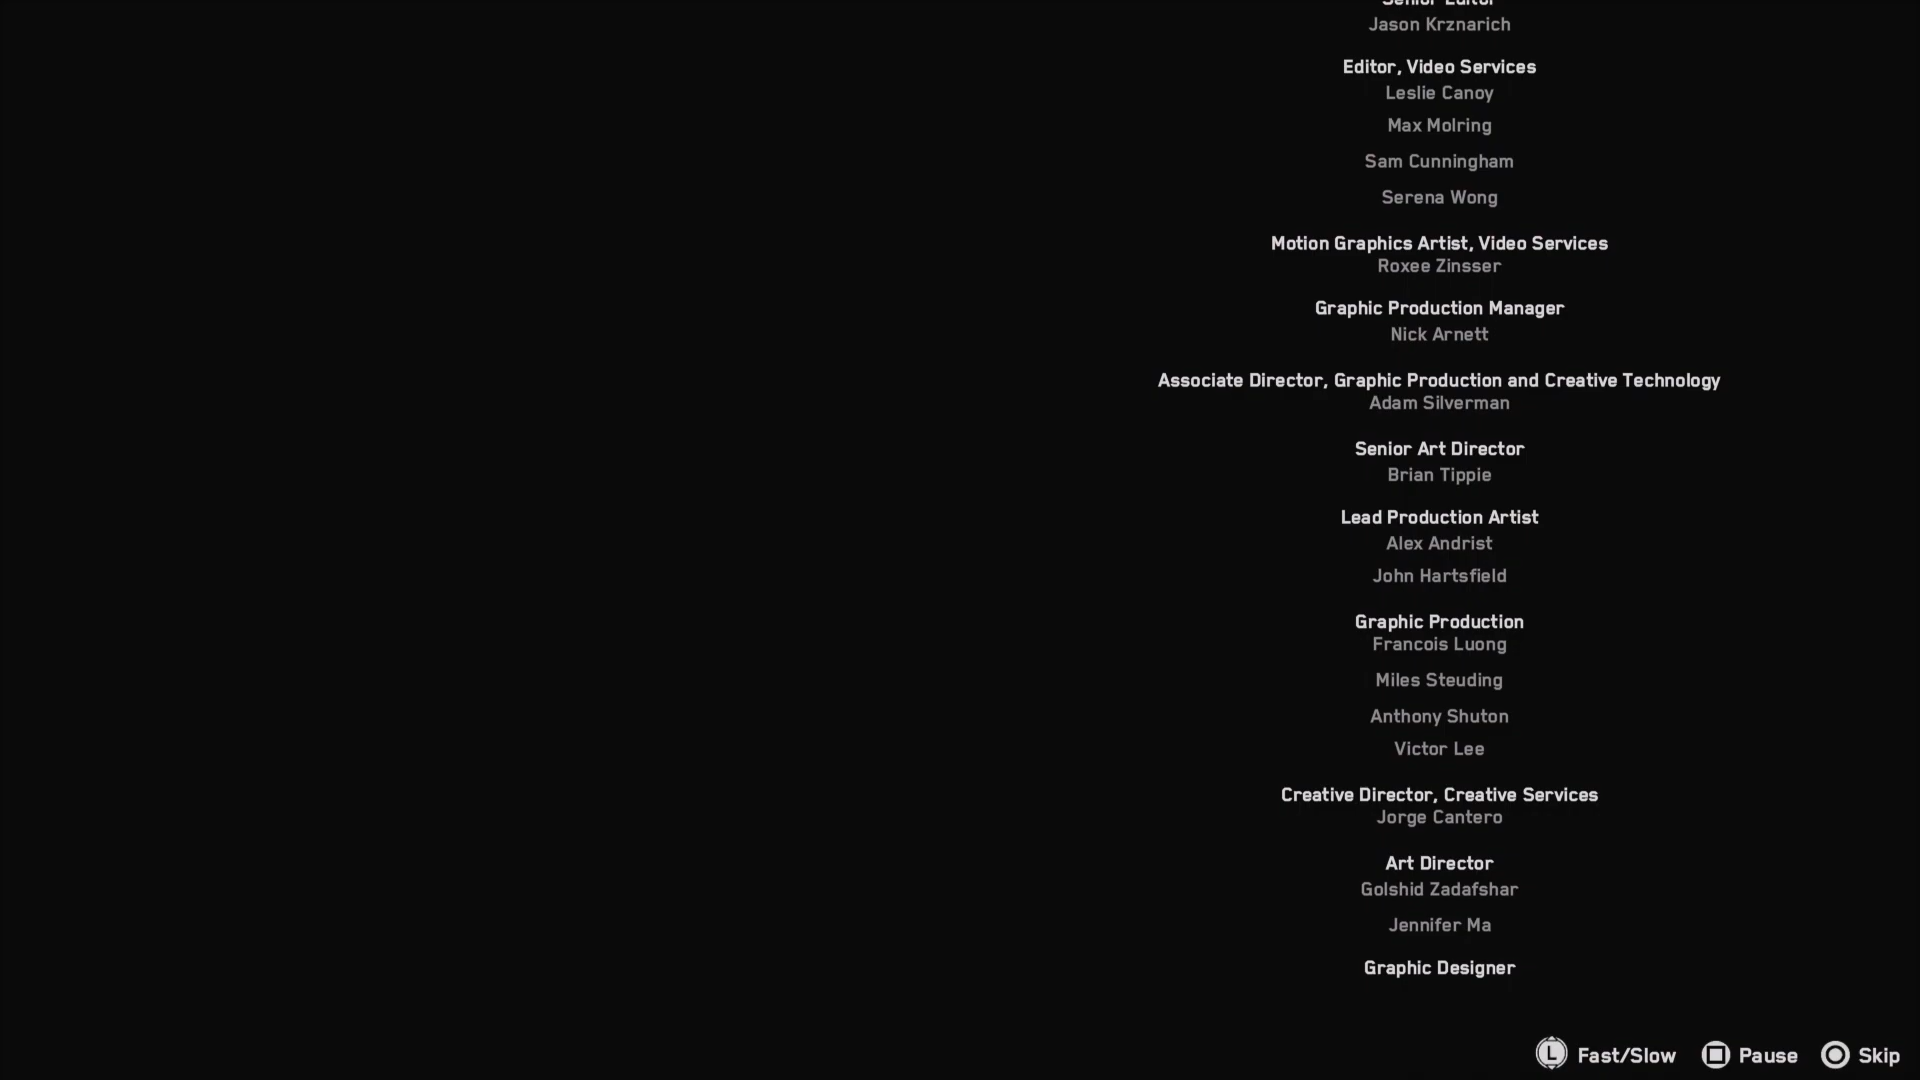 Senior Editor
Jason Krznarich
Editor, Video Services
Leslie Canoy
Max Molring
Sam Cunningham
Serena Wong
Motion Graphics Artist, Video Services
Roxee Zinsser
Graphic Production Manager
Nick Arnett
Associate Director, Graphic Production and Creative Technology
Adam Silverman
Senior Art Director
Brian Tippie
Lead Production Artist
Alex Andrist
John Hartsfield
Graphic Production
Francois Luong
Miles Steuding
Anthony Shuton
Victor Lee
Creative Director, Creative Services
Jorge Cantero
Art Director
Golshid Zadafshar
Jennifer Ma
Graphic Designer
L Fast/Slow Pause Skip